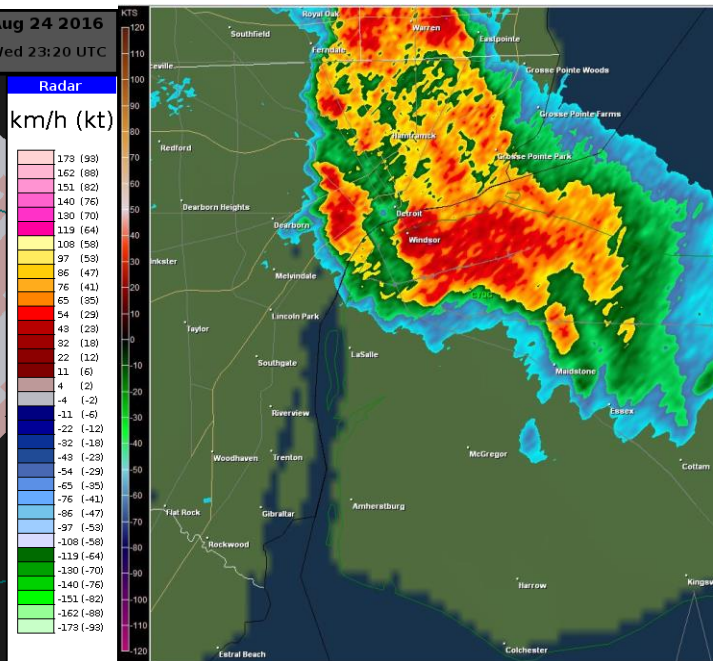 ug 24 2016
ed 23:20 UTC
Radar
km/h (kt)
173 (93)
162 (88)
151 (82)
140 (76)
130 (70)
119 (64)
108 (58)
97 (53)
86 (47)
76 (41)
65 (35)
54 (29)
43 (23)
32 (18)
22 (12)
11 (6)
4 (2)
-4 (-2)
-11 (-6)
-22 (-12)
-32 (-18)
-43 (-23)
-54 (-29)
-65 (-35)
-76 (-41)
-86 (-47)
-97 (-53)
-108 (-58)
-119 (-64)
-130 (-70)
-140 (-76)
-151 (-82)
-162 (-88)
-173 (-93)
KTS
120
110
100
90
80
70
60
50
40
30
20
10
0
-10
-20
-30
-40
-50
-60
-70
-80
-90
-100
-110
-120
Royal Oak
Southfield
Warren
Eastpointe
Ferndale
eville
Grosse Pointe Woods
Grosse Pointe Farms
Hamtramck
Redford
Grosse Pointe Park
Dearborn Heights
Detroit
Dearborn
Windsor
inkster
Melvindale
Lincoln Park
Taylor
LaSalle
Southgate
Maidstone
Riverview
Essex
Woodhaven
Trenton
McGregor
Cottam
Flat Rock
Gibraltar
Amherstburg
Rockwood
Harrow
Kings
Estral Beach
Colchester